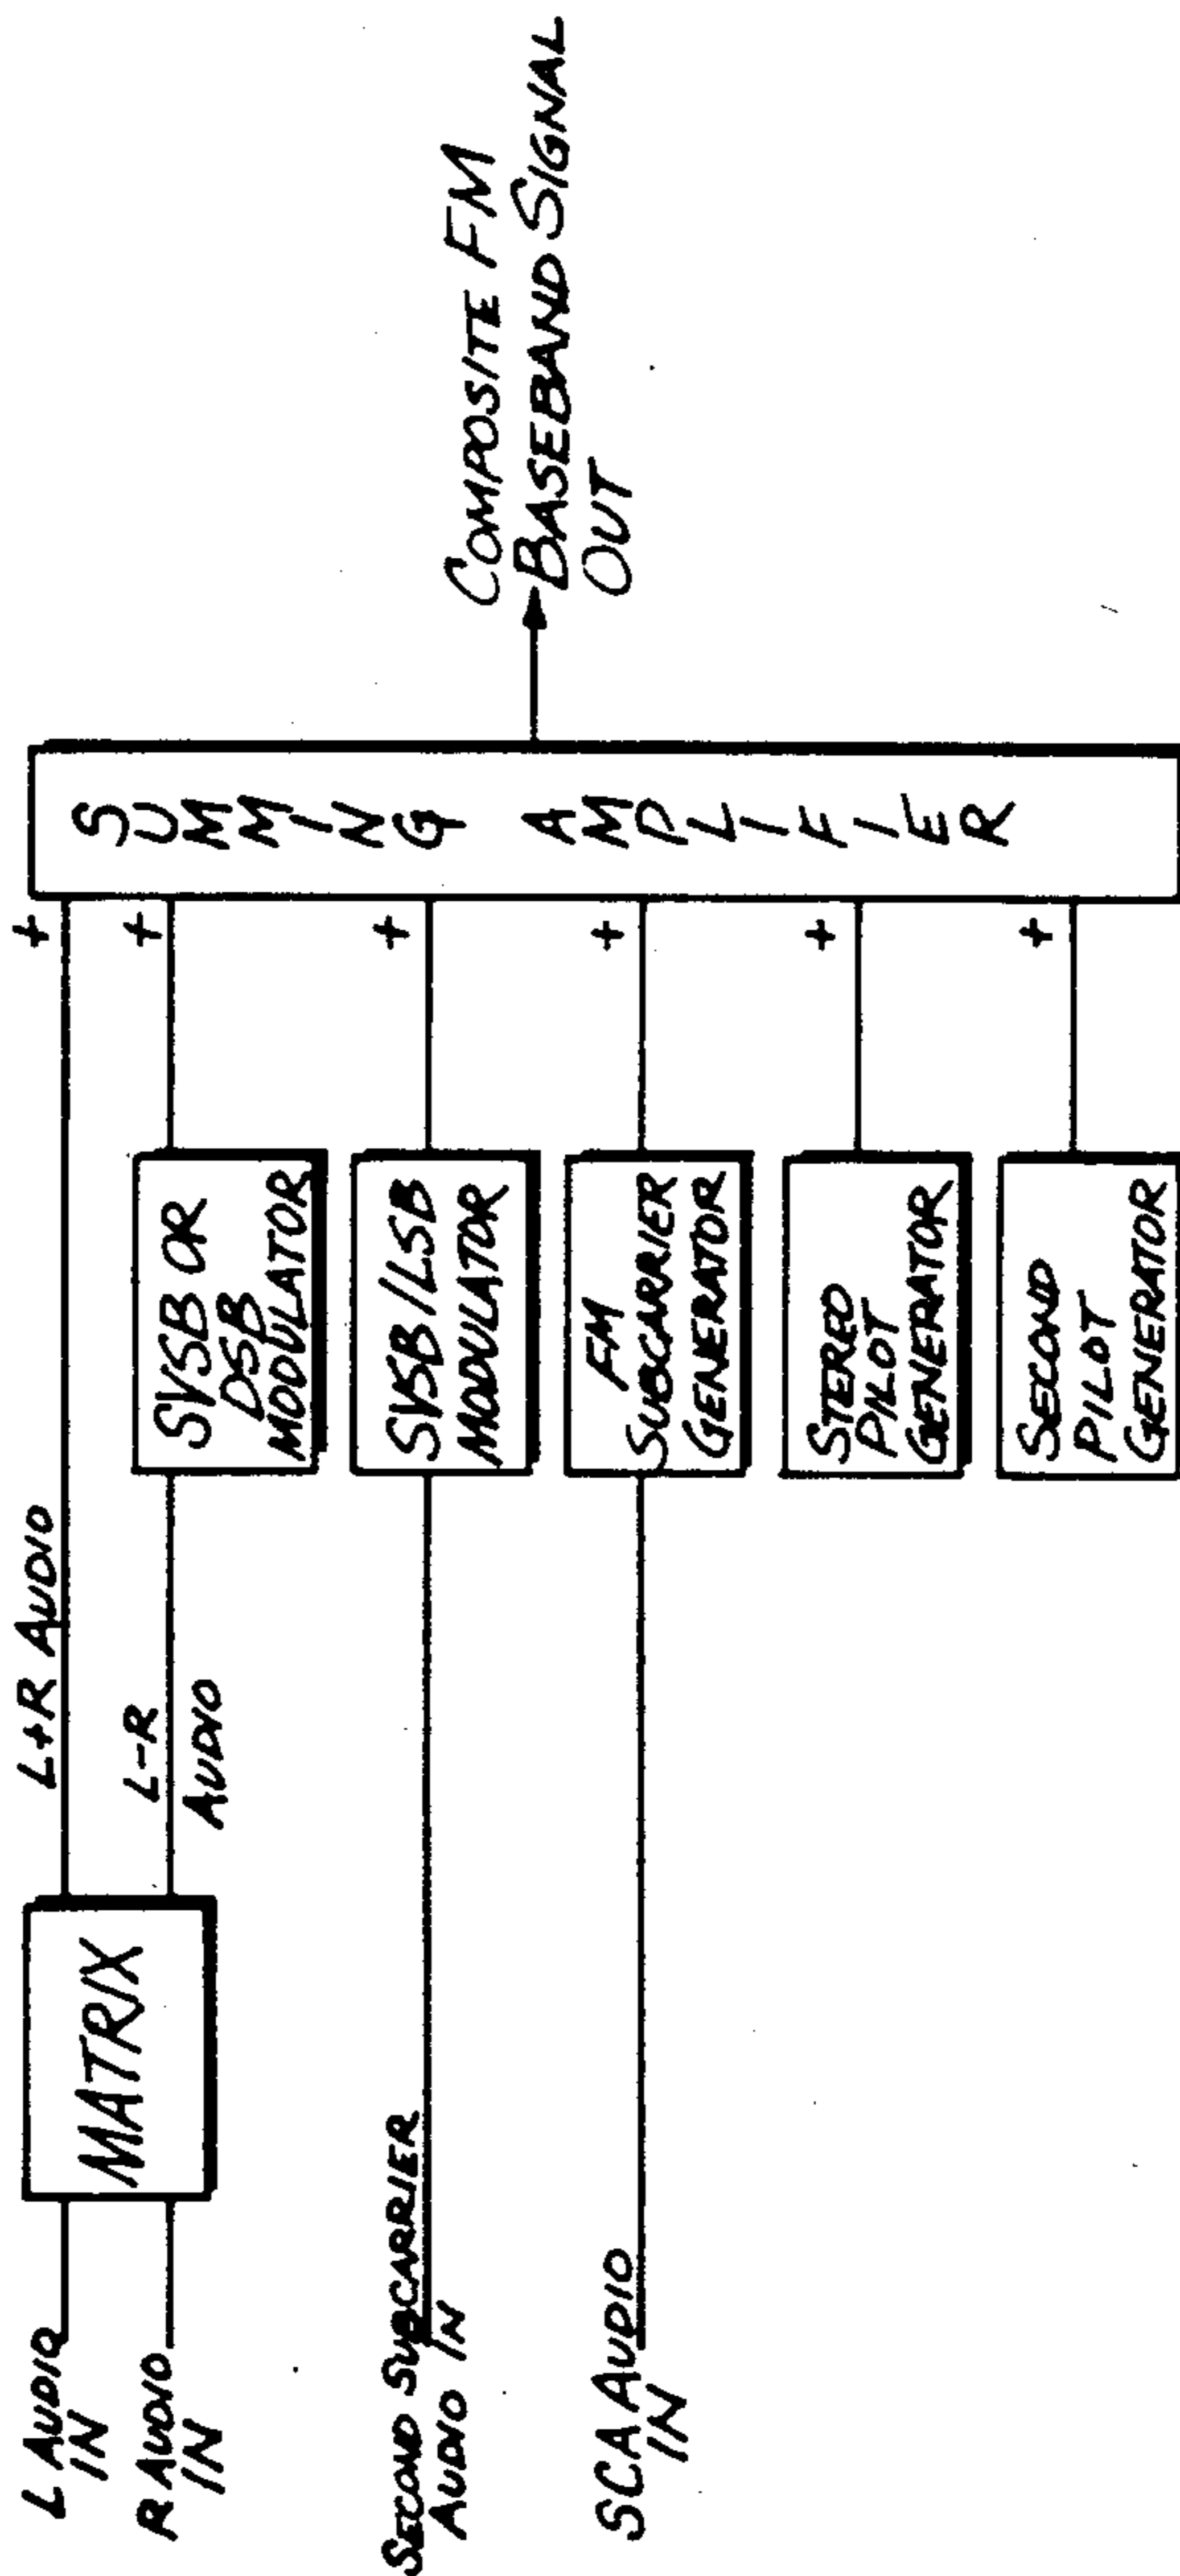 L AUDIO
IN
R AUDIO
IN
MATRIX
L+R AUDIO
L-R
AUDIO
SVSB OR
DSB
MODULATOR
SECOND SUBCARRIER
AUDIO IN
SVSB/LSB
MODULATOR
SCA AUDIO
IN
FM
SUBCARRIER
GENERATOR
STEREO
PILOT
GENERATOR
SECOND
PILOT
GENERATOR
+
+
+
+
+
+
SUMMING AMPLIFIER
COMPOSITE FM
BASEBAND SIGNAL
OUT